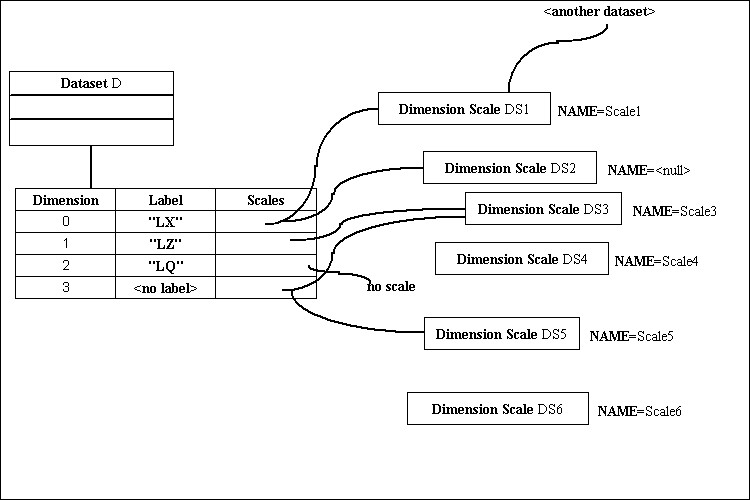 <another dataset>
Dataset D
Dimension Scale DS1 NAME=Scale1
Dimension Scale DS2 NAME=<null>
Dimension Label Scales
0 "LX"
Dimension Scale DS3 NAME=Scale3
1 "LZ"
2 "LQ"
Dimension Scale DS4 NAME=Scale4
3 <no label>
no scale
Dimension Scale DS5 NAME=Scale5
Dimension Scale DS6 NAME=Scale6